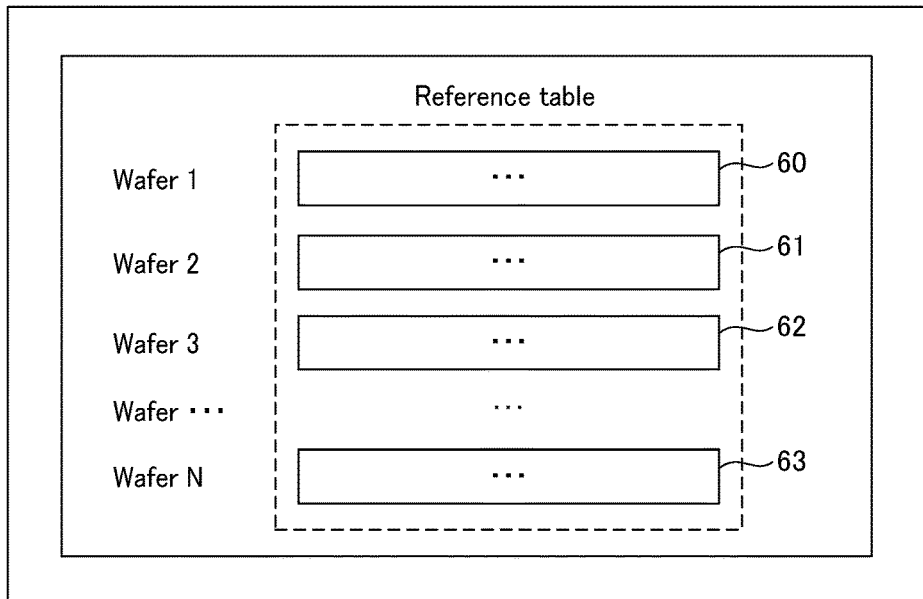 Reference table
Wafer 1 ··· 60
Wafer 2 ··· 61
Wafer 3 ··· 62
Wafer ··· ···
Wafer N ··· 63